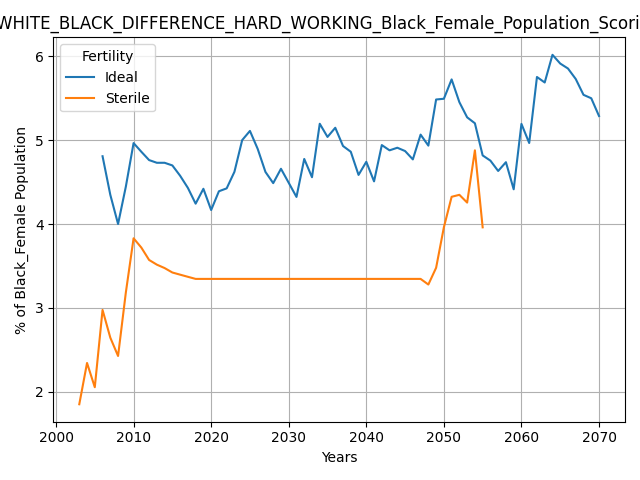 WHITE_BLACK_DIFFERENCE_HARD_WORKING_Black_Female_Population_Scori
Fertility
Ideal
Sterile
% of Black_Female Population
6
5
4
3
2
2000 2010 2020 2030 2040 2050 2060 2070
Years